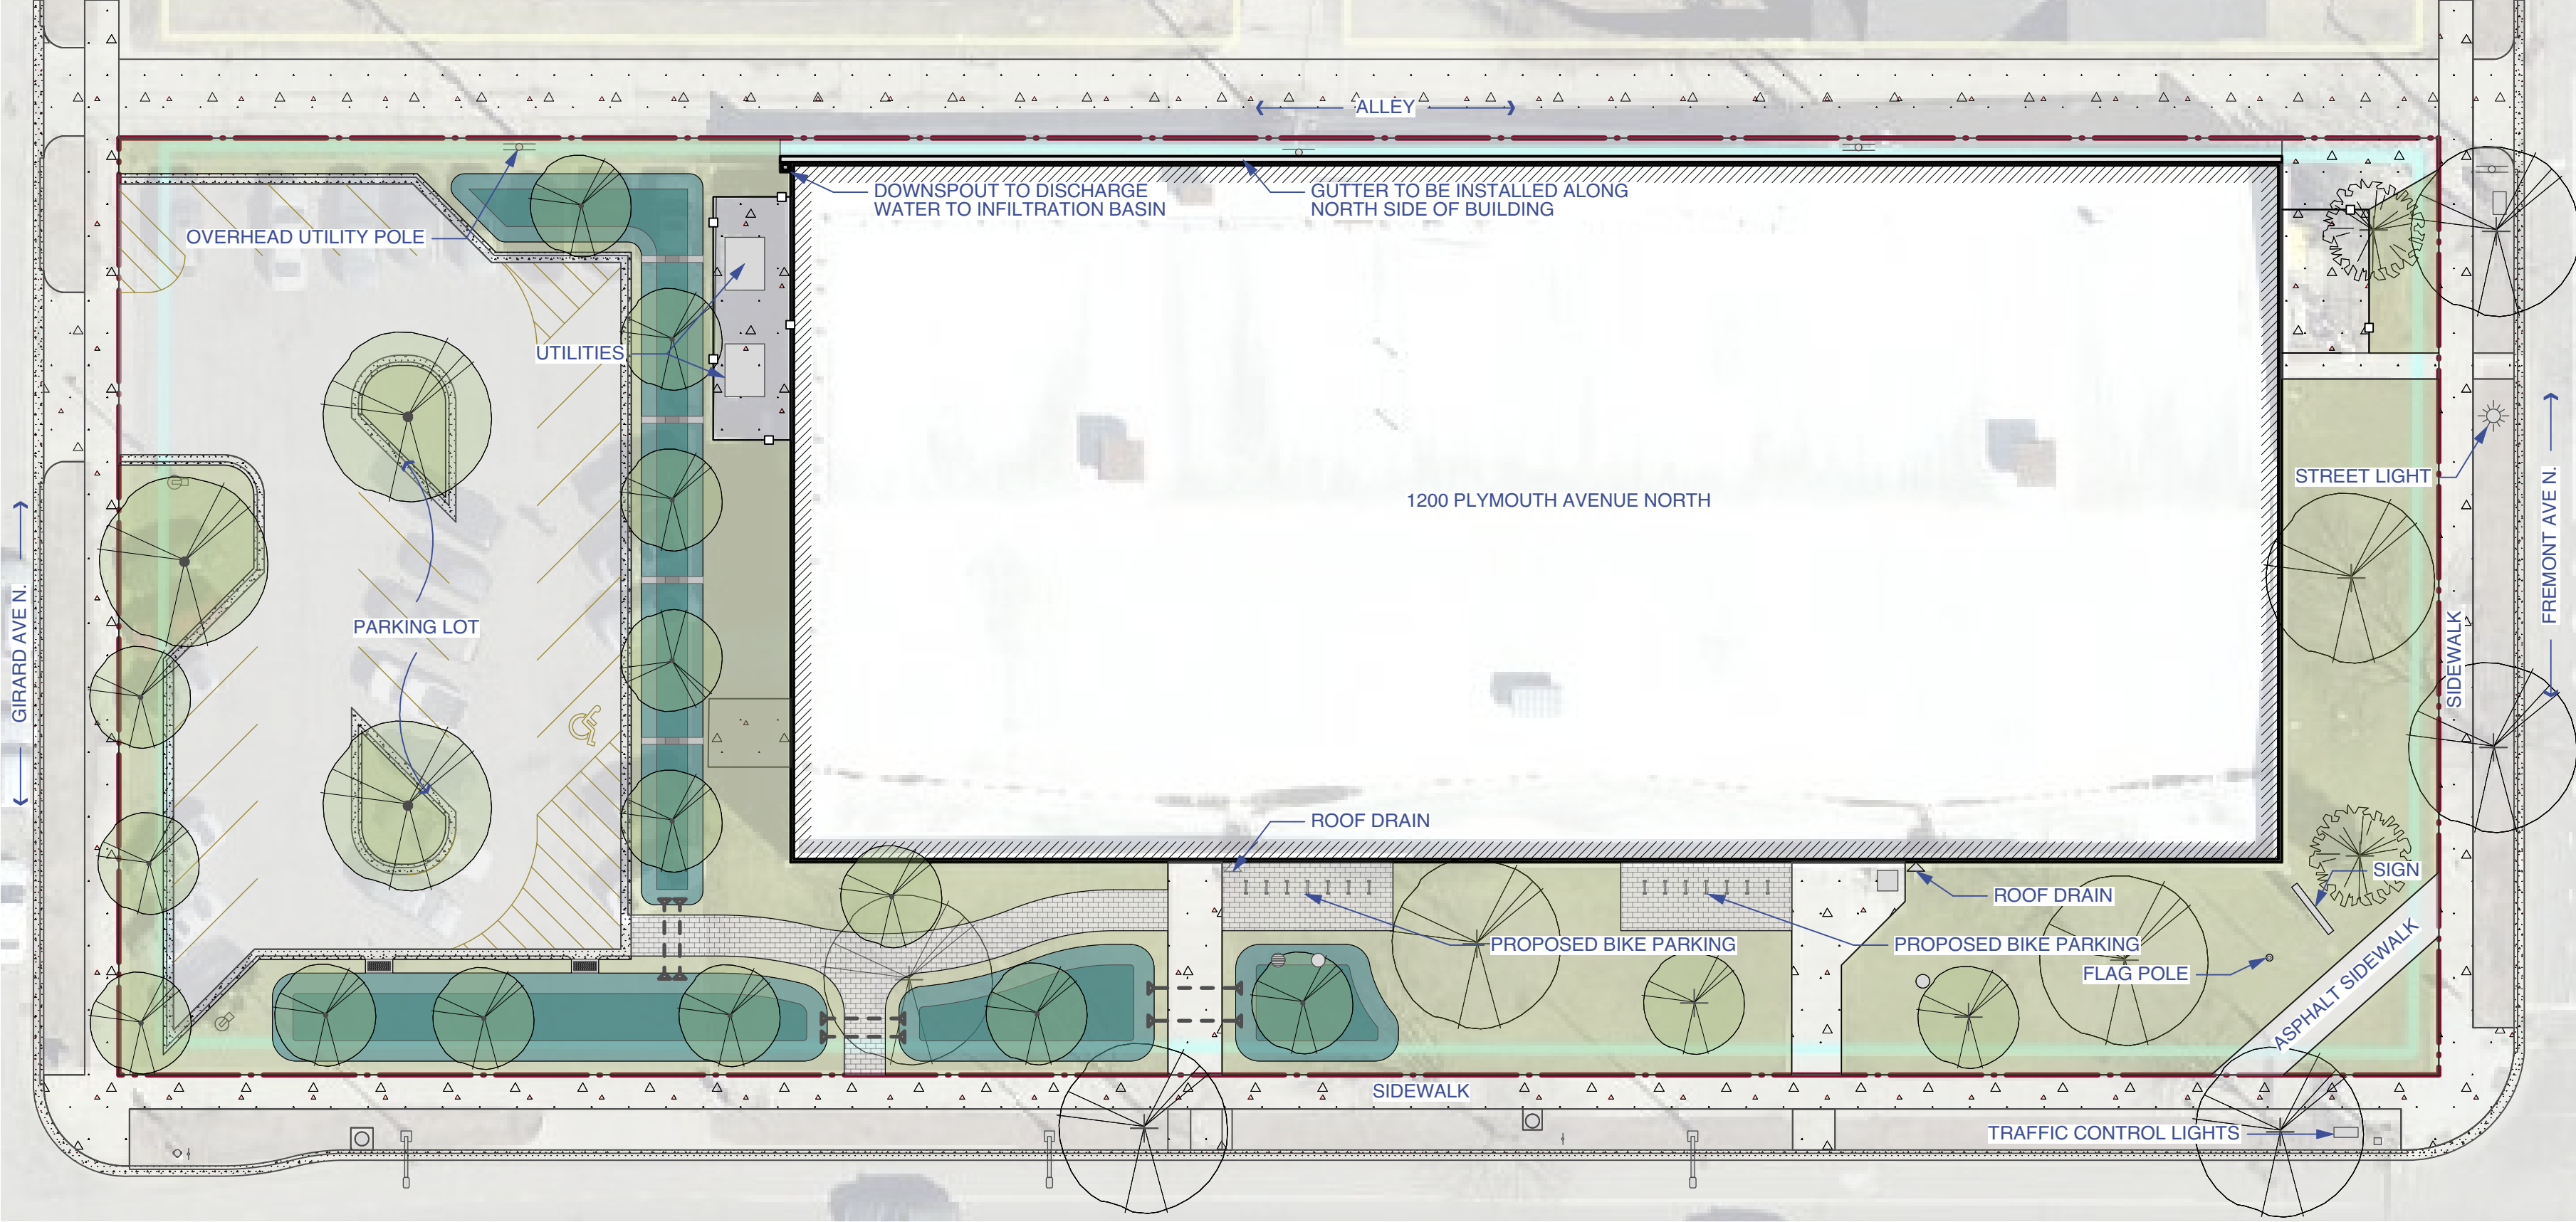 ALLEY
DOWNSPOUT TO DISCHARGE
WATER TO INFILTRATION BASIN
GUTTER TO BE INSTALLED ALONG
NORTH SIDE OF BUILDING
OVERHEAD UTILITY POLE
UTILITIES
STREET LIGHT
1200 PLYMOUTH AVENUE NORTH
FREMONT AVE N.
GIRARD AVE N.
PARKING LOT
SIDEWALK
ROOF DRAIN
SIGN
ROOF DRAIN
PROPOSED BIKE PARKING
PROPOSED BIKE PARKING
FLAG POLE
ASPHALT SIDEWALK
SIDEWALK
TRAFFIC CONTROL LIGHTS